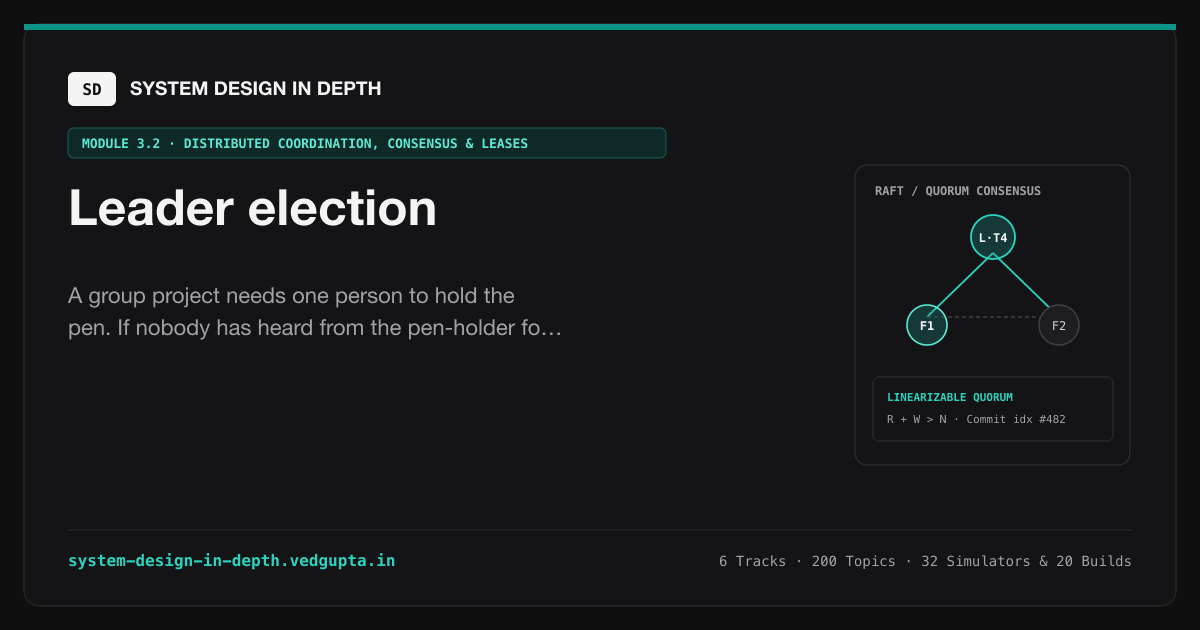 SD SYSTEM DESIGN IN DEPTH
MODULE 3.2 · DISTRIBUTED COORDINATION, CONSENSUS & LEASES
Leader election
A group project needs one person to hold the
pen. If nobody has heard from the pen-holder fo…
RAFT / QUORUM CONSENSUS
L·T4
F1
F2
LINEARIZABLE QUORUM
R + W > N · Commit idx #482
system-design-in-depth.vedgupta.in
6 Tracks · 200 Topics · 32 Simulators & 20 Builds